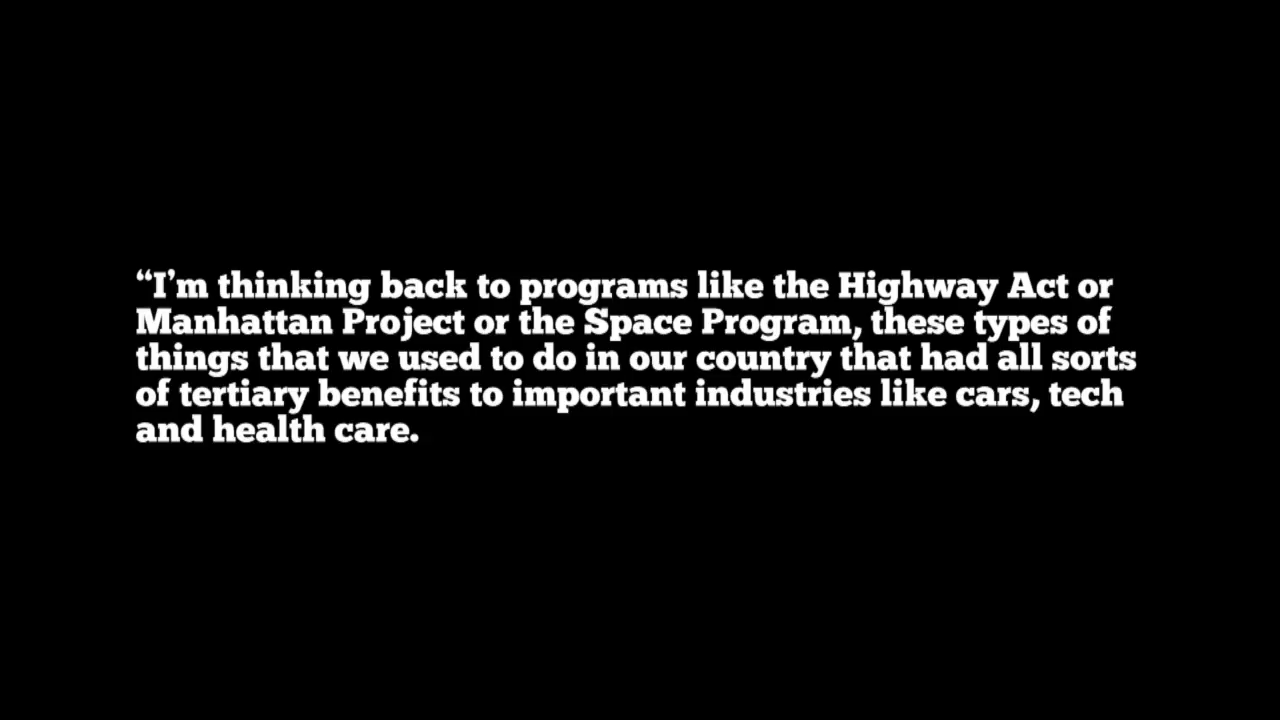 “I’m thinking back to programs like the Highway Act or
Manhattan Project or the Space Program, these types of
things that we used to do in our country that had all sorts
of tertiary benefits to important industries like cars, tech
and health care.